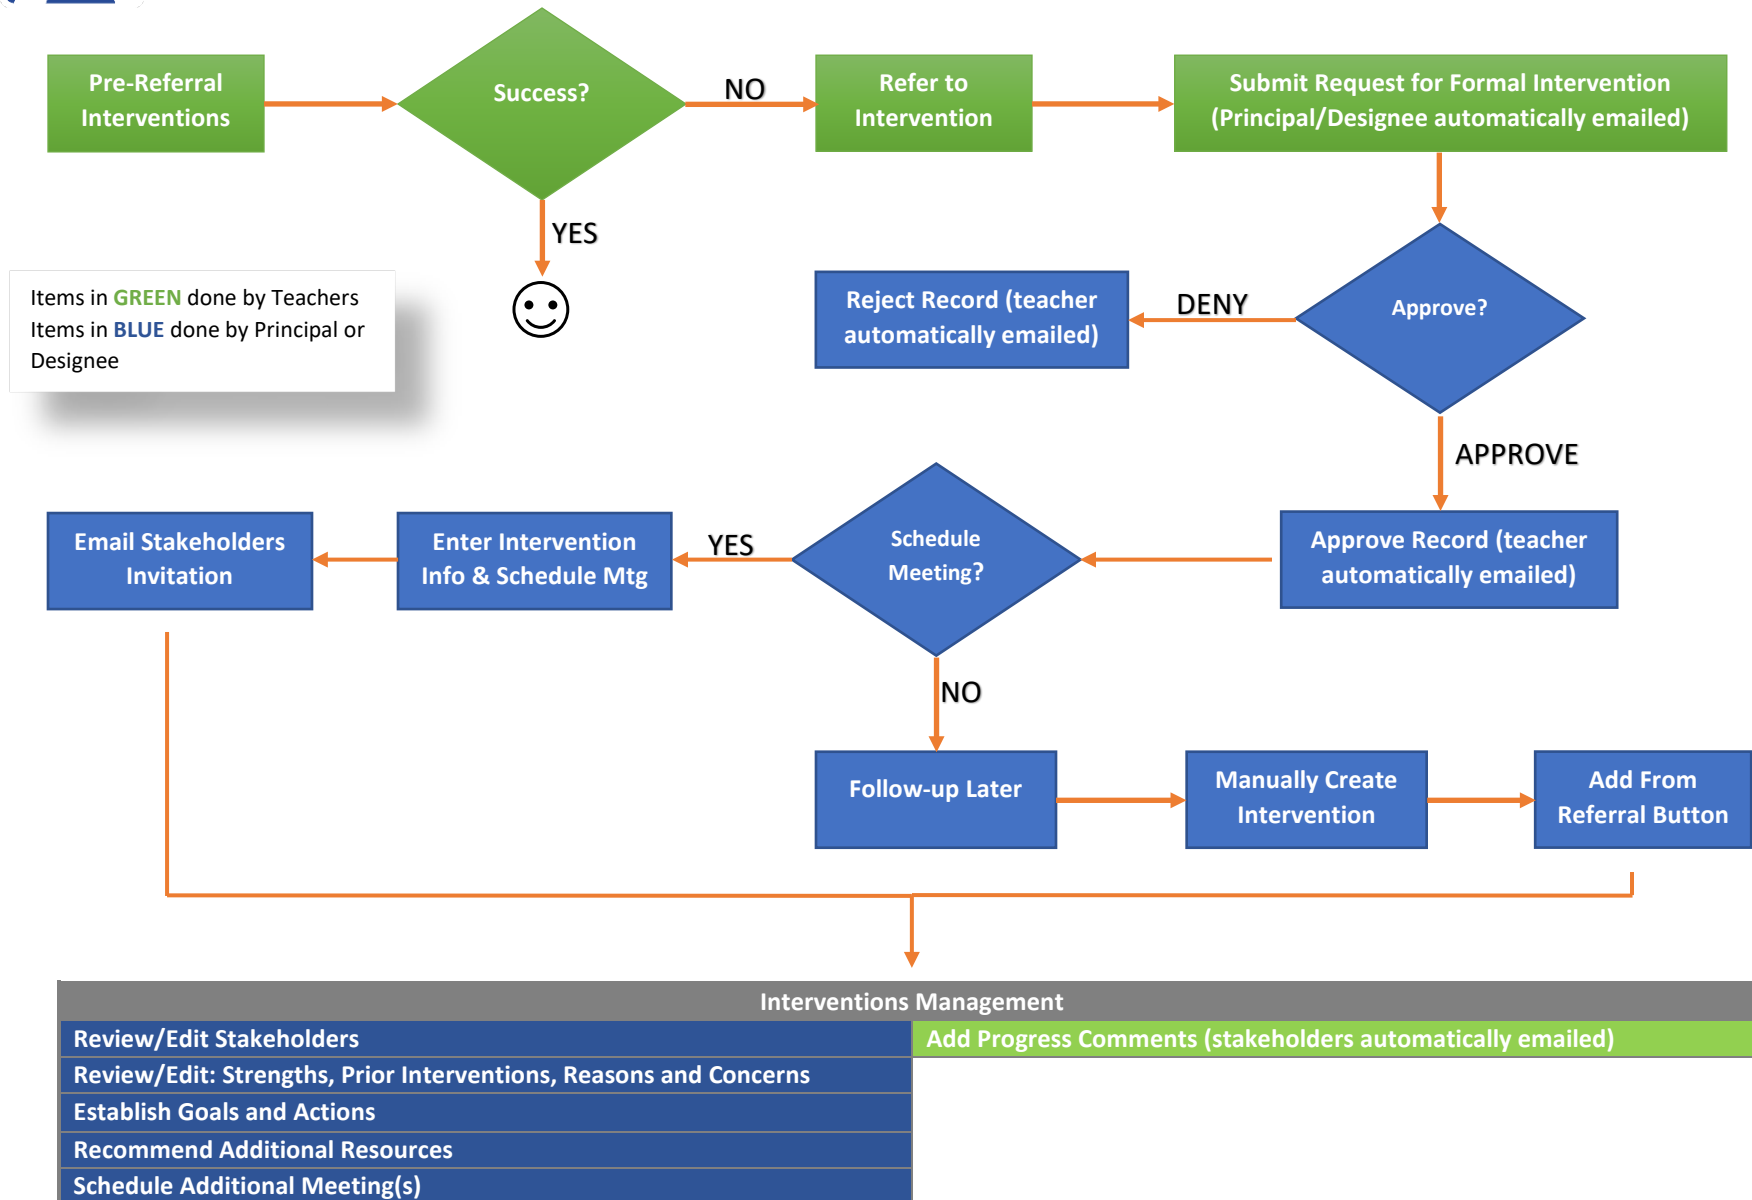 Pre-Referral
Interventions
Success?
NO
Refer to
Intervention
Submit Request for Formal Intervention
(Principal/Designee automatically emailed)
YES
Items in GREEN done by Teachers
Items in BLUE done by Principal or
Designee
Reject Record (teacher
automatically emailed)
DENY
Approve?
APPROVE
Email Stakeholders
Invitation
Enter Intervention
Info & Schedule Mtg
YES
Schedule
Meeting?
Approve Record (teacher
automatically emailed)
NO
Follow-up Later
Manually Create
Intervention
Add From
Referral Button
Interventions Management
Review/Edit Stakeholders
Add Progress Comments (stakeholders automatically emailed)
Review/Edit: Strengths, Prior Interventions, Reasons and Concerns
Establish Goals and Actions
Recommend Additional Resources
Schedule Additional Meeting(s)